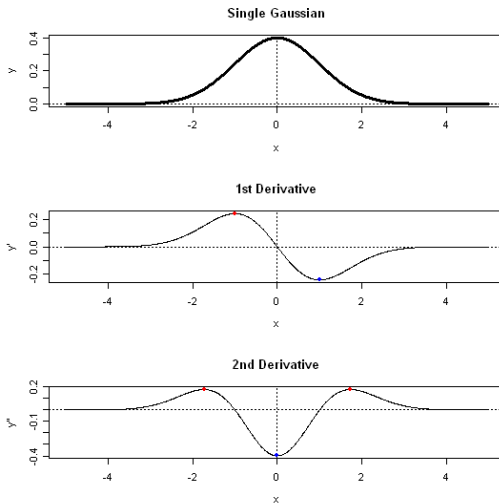 Single Gaussian
y
0.4
0.2
0.0
-4 -2 0 2 4
x
1st Derivative
y'
0.2
0.0
-0.2
-4 -2 0 2 4
x
2nd Derivative
y''
0.2
-0.1
-0.4
-4 -2 0 2 4
x